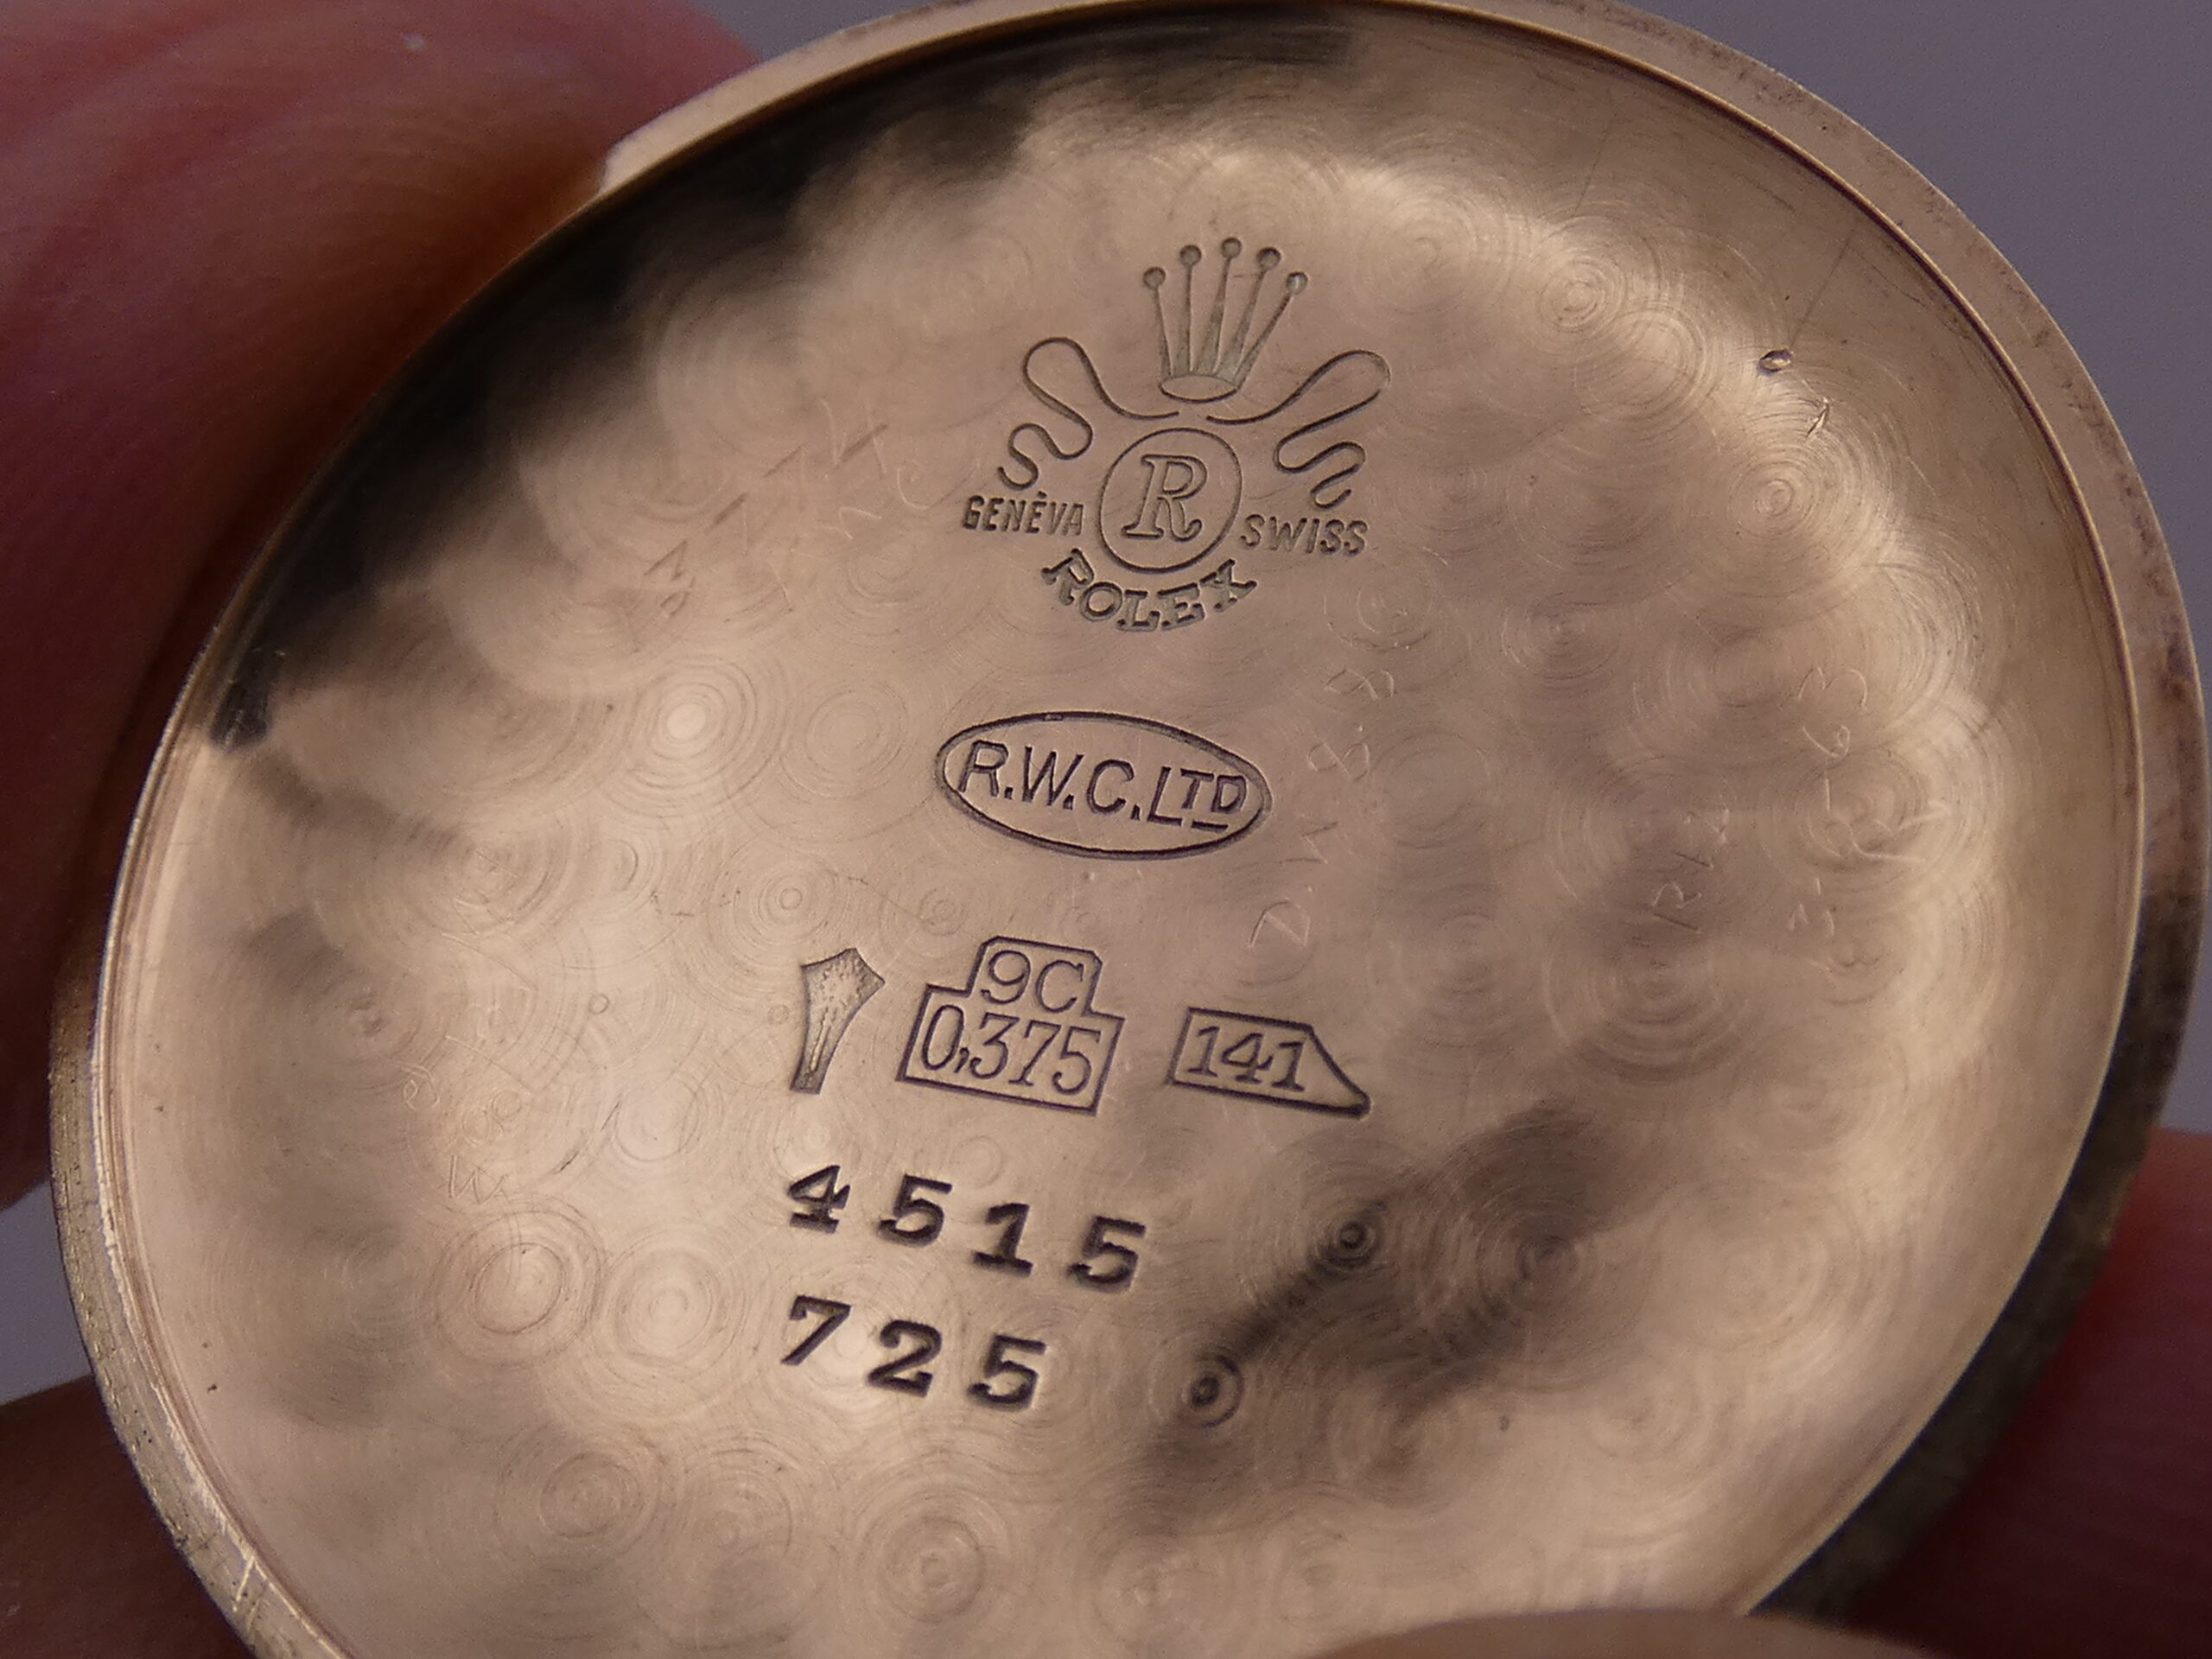 GENÈVA R SWISS
ROLEX
R.W.C.LTD
9C
0,375 141
4515
725